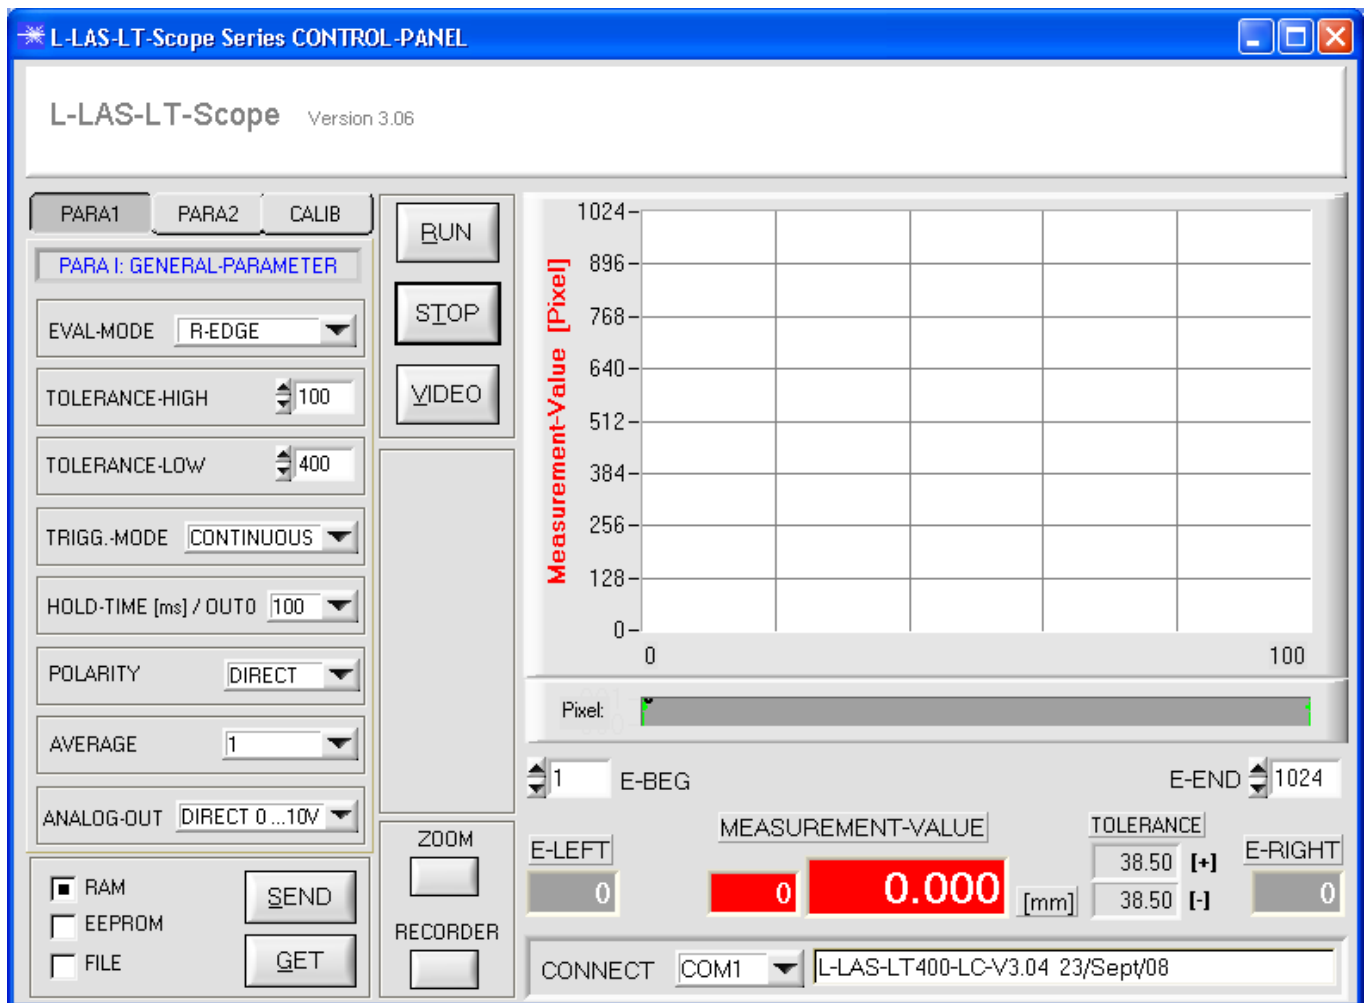 L-LAS-LT-Scope Series CONTROL-PANEL
L-LAS-LT-Scope Version 3.06
PARA1 PARA2 CALIB
PARA I: GENERAL-PARAMETER
EVAL-MODE R-EDGE
TOLERANCE-HIGH 100
TOLERANCE-LOW 400
TRIGG.-MODE CONTINUOUS
HOLD-TIME [ms] / OUT0 100
POLARITY DIRECT
AVERAGE 1
ANALOG-OUT DIRECT 0 ...10V
RAM
EEPROM
FILE
SEND
GET
RUN
STOP
VIDEO
ZOOM
RECORDER
Measurement-Value [Pixel]
1024
896
768
640
512
384
256
128
0
0 100
Pixel:
1 E-BEG
E-END 1024
E-LEFT
0
MEASUREMENT-VALUE
0 0.000 [mm]
TOLERANCE
38.50 [+]
38.50 [-]
E-RIGHT
0
CONNECT COM1 L-LAS-LT400-LC-V3.04 23/Sept/08